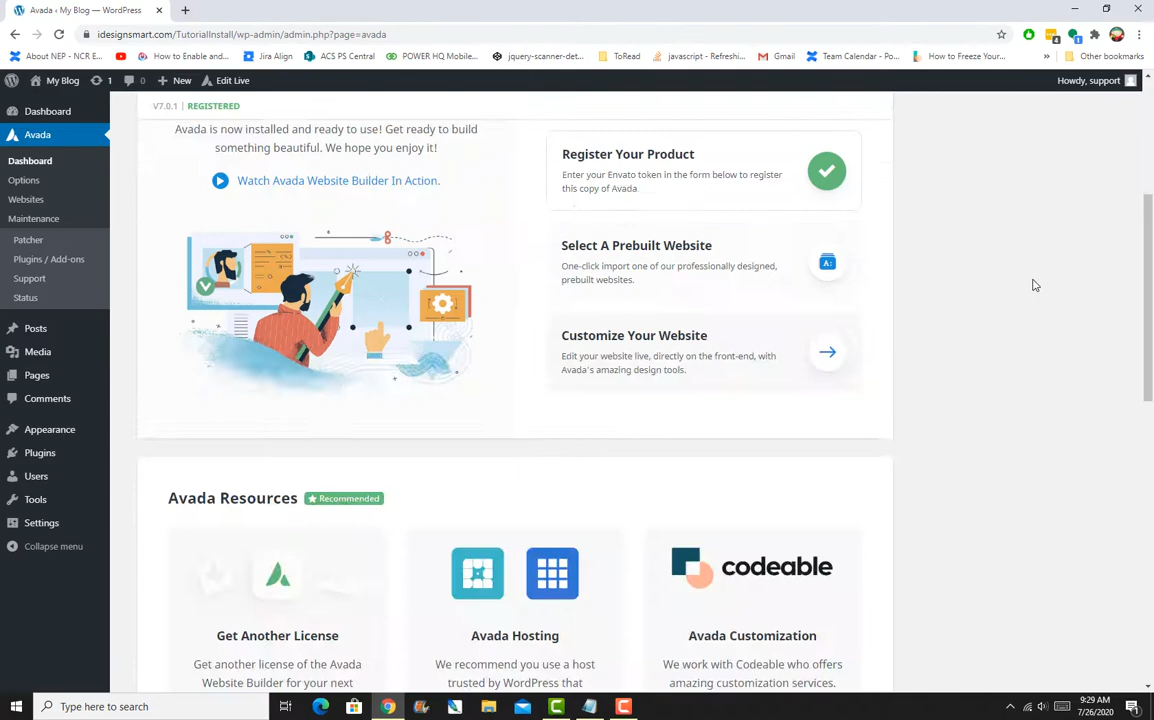 Avada ‹ My Blog — WordPress
idesignsmart.com/TutorialInstall/wp-admin/admin.php?page=avada
About NEP - NCR E...
How to Enable and...
Jira Align
ACS PS Central
POWER HQ Mobile...
jquery-scanner-det...
ToRead
javascript - Refreshi...
Gmail
Team Calendar - Po...
How to Freeze Your...
Other bookmarks
My Blog
1
0
New
Edit Live
Howdy, support
Dashboard
Avada
Dashboard
Options
Websites
Maintenance
Patcher
Plugins / Add-ons
Support
Status
Posts
Media
Pages
Comments
Appearance
Plugins
Users
Tools
Settings
Collapse menu
V7.0.1 | REGISTERED
Avada is now installed and ready to use! Get ready to build
something beautiful. We hope you enjoy it!
Watch Avada Website Builder In Action.
Register Your Product
Enter your Envato token in the form below to register
this copy of Avada
Select A Prebuilt Website
One-click import one of our professionally designed,
prebuilt websites.
Customize Your Website
Edit your website live, directly on the front-end, with
Avada's amazing design tools.
Avada Resources
Recommended
Get Another License
Get another license of the Avada
Website Builder for your next
Avada Hosting
We recommend you use a host
trusted by WordPress that
codeable
Avada Customization
We work with Codeable who offers
amazing customization services.
Type here to search
9:29 AM
7/26/2020